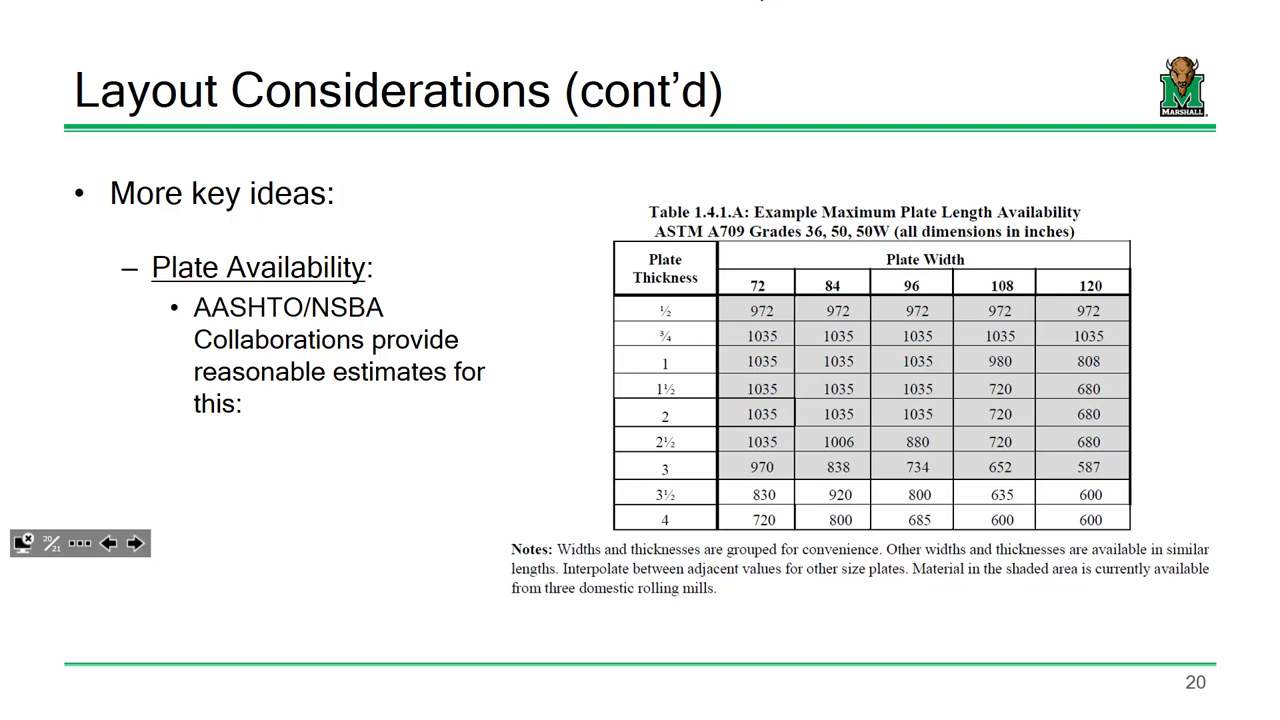 Layout Considerations (cont'd)
MARSHALL
• More key ideas:
– Plate Availability:
• AASHTO/NSBA
Collaborations provide
reasonable estimates for
this:
Table 1.4.1.A: Example Maximum Plate Length Availability
ASTM A709 Grades 36, 50, 50W (all dimensions in inches)
Plate Thickness Plate Width
72 84 96 108 120
½ 972 972 972 972 972
¾ 1035 1035 1035 1035 1035
1 1035 1035 1035 980 808
1½ 1035 1035 1035 720 680
2 1035 1035 1035 720 680
2½ 1035 1006 880 720 680
3 970 838 734 652 587
3½ 830 920 800 635 600
4 720 800 685 600 600
20/21
Notes: Widths and thicknesses are grouped for convenience. Other widths and thicknesses are available in similar
lengths. Interpolate between adjacent values for other size plates. Material in the shaded area is currently available
from three domestic rolling mills.
20